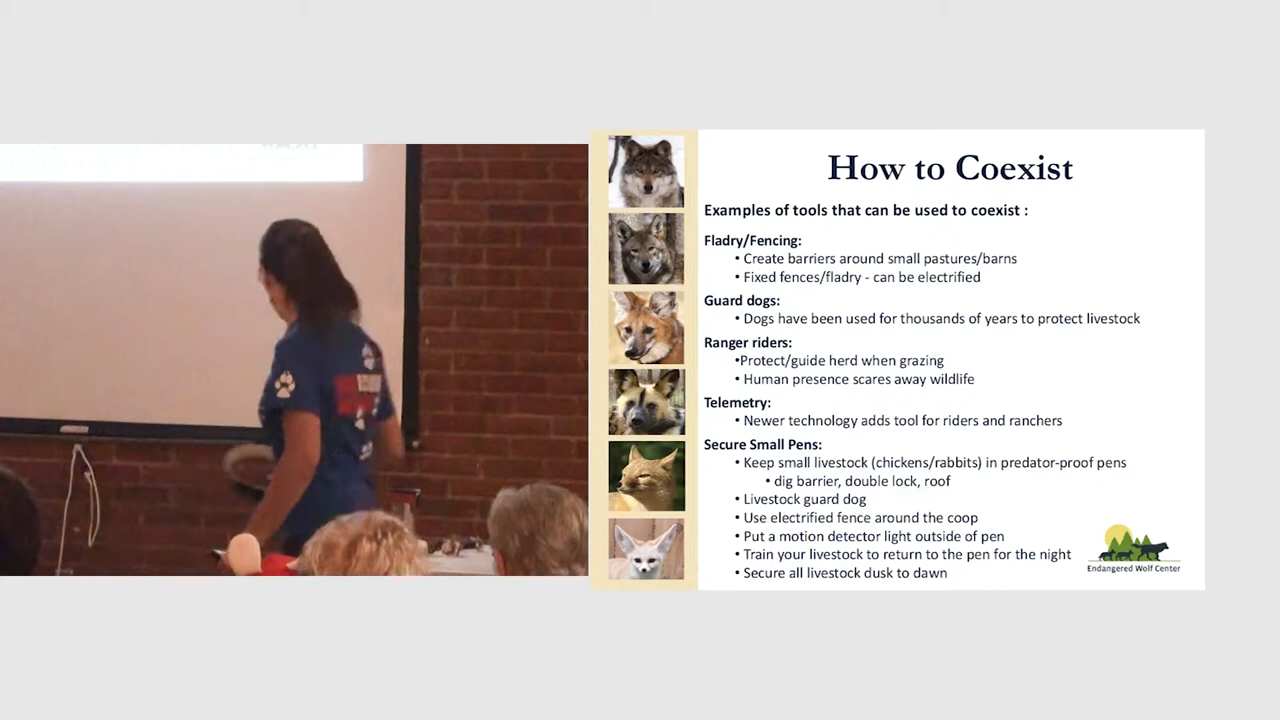 How to Coexist
Examples of tools that can be used to coexist :
Fladry/Fencing:
• Create barriers around small pastures/barns
• Fixed fences/fladry - can be electrified
Guard dogs:
• Dogs have been used for thousands of years to protect livestock
Ranger riders:
•Protect/guide herd when grazing
• Human presence scares away wildlife
Telemetry:
• Newer technology adds tool for riders and ranchers
Secure Small Pens:
• Keep small livestock (chickens/rabbits) in predator-proof pens
• dig barrier, double lock, roof
• Livestock guard dog
• Use electrified fence around the coop
• Put a motion detector light outside of pen
• Train your livestock to return to the pen for the night
• Secure all livestock dusk to dawn
Endangered Wolf Center